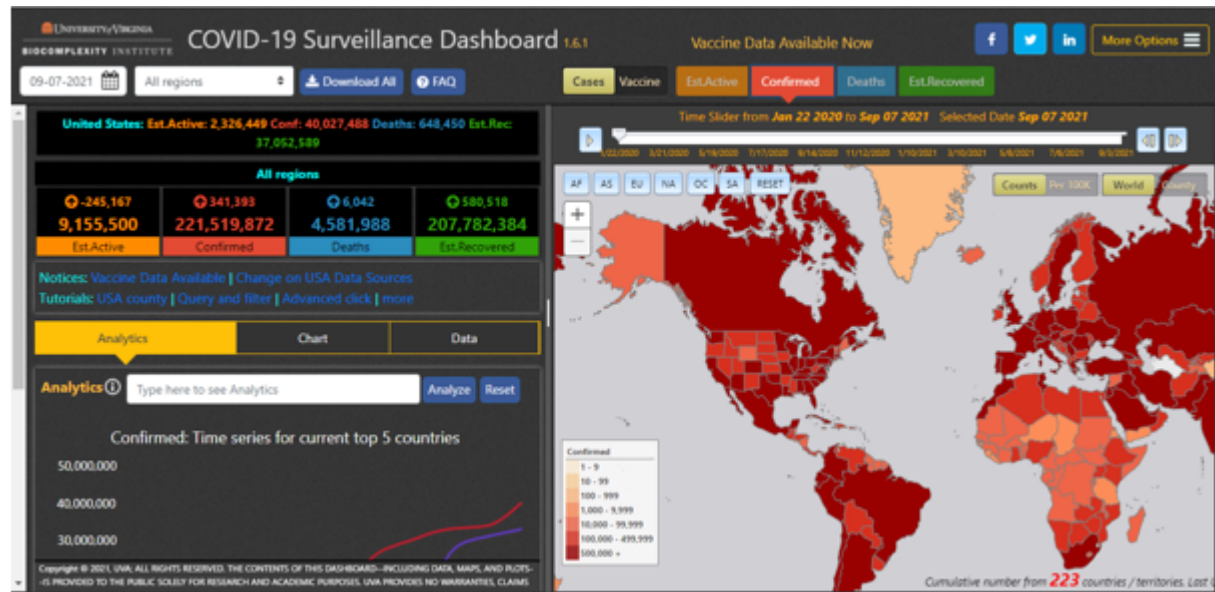 UNIVERSITY of VIRGINIA
BIOCOMPLEXITY INSTITUTE
COVID-19 Surveillance Dashboard 1.6.1
Vaccine Data Available Now
f
in
More Options
09-07-2021
All regions
Download All
FAQ
Cases
Vaccine
Est.Active
Confirmed
Deaths
Est.Recovered
United States: Est.Active: 2,326,449 Conf: 40,027,488 Deaths: 648,450 Est.Rec:
37,052,589
All regions
-245,167
341,393
6,042
580,518
9,155,500
221,519,872
4,581,988
207,782,384
Est.Active
Confirmed
Deaths
Est.Recovered
Notices: Vaccine Data Available | Change on USA Data Sources
Tutorials: USA county | Query and filter | Advanced click | more
Analytics
Chart
Data
Analytics
Type here to see Analytics
Analyze
Reset
Confirmed: Time series for current top 5 countries
50,000,000
40,000,000
30,000,000
Copyright © 2021, UVA; ALL RIGHTS RESERVED. THE CONTENTS OF THIS DASHBOARD--INCLUDING DATA, MAPS, AND PLOTS-
-IS PROVIDED TO THE PUBLIC SOLELY FOR RESEARCH AND ACADEMIC PURPOSES. UVA PROVIDES NO WARRANTIES, CLAIMS
Time Slider from Jan 22 2020 to Sep 07 2021 Selected Date Sep 07 2021
1/22/2020 3/21/2020 5/19/2020 7/17/2020 9/14/2020 11/12/2020 1/10/2021 3/10/2021 5/8/2021 7/6/2021 9/3/2021
AF
AS
EU
NA
OC
SA
RESET
Counts
Per 100K
World
County
+
−
Confirmed
1 - 9
10 - 99
100 - 999
1,000 - 9,999
10,000 - 99,999
100,000 - 499,999
500,000 +
Cumulative number from 223 countries / territories. Last